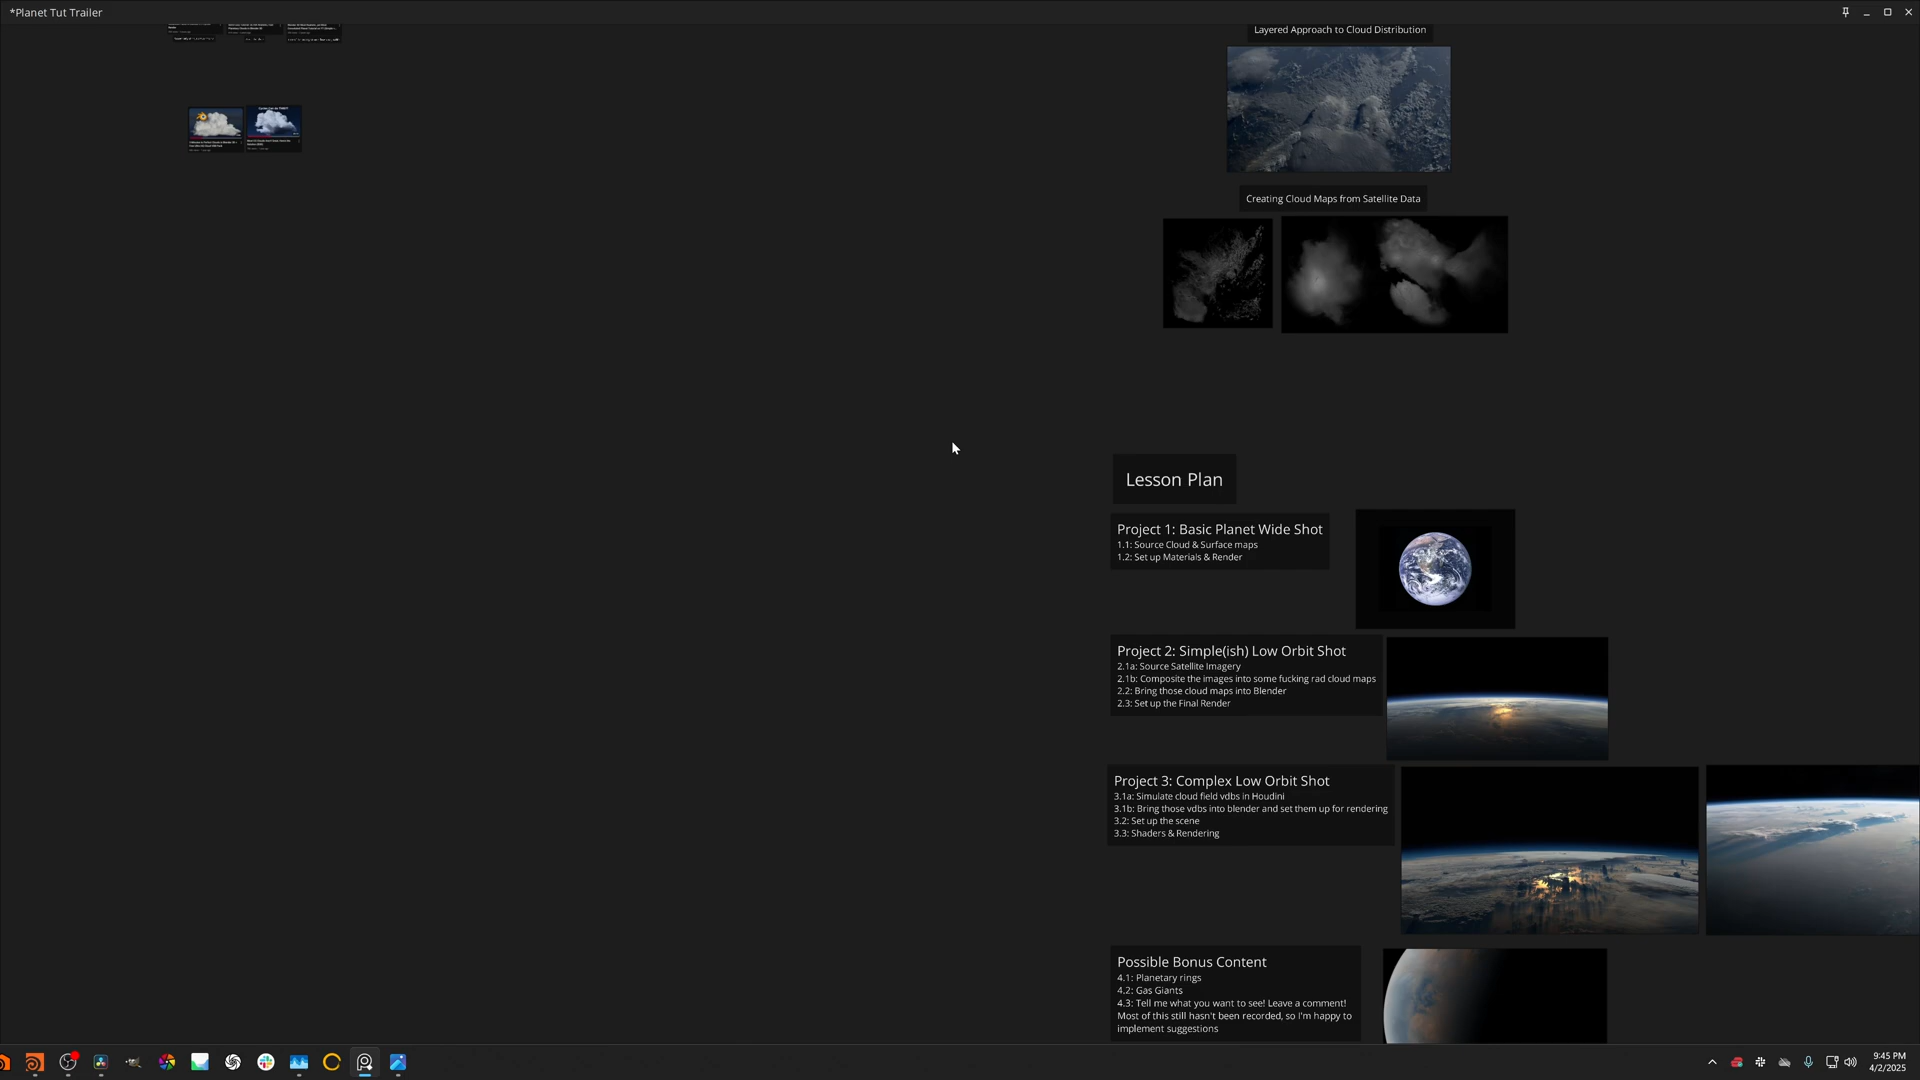 *Planet Tut Trailer
Layered Approach to Cloud Distribution
Creating Cloud Maps from Satellite Data
Lesson Plan
Project 1: Basic Planet Wide Shot
1.1: Source Cloud & Surface maps
1.2: Set up Materials & Render
Project 2: Simple(ish) Low Orbit Shot
2.1a: Source Satellite Imagery
2.1b: Composite the images into some fucking rad cloud maps
2.2: Bring those cloud maps into Blender
2.3: Set up the Final Render
Project 3: Complex Low Orbit Shot
3.1a: Simulate cloud field vdbs in Houdini
3.1b: Bring those vdbs into blender and set them up for rendering
3.2: Set up the scene
3.3: Shaders & Rendering
Possible Bonus Content
4.1: Planetary rings
4.2: Gas Giants
4.3: Tell me what you want to see! Leave a comment!
Most of this still hasn't been recorded, so i'm happy to
implement suggestions
9:45 PM
4/2/2025